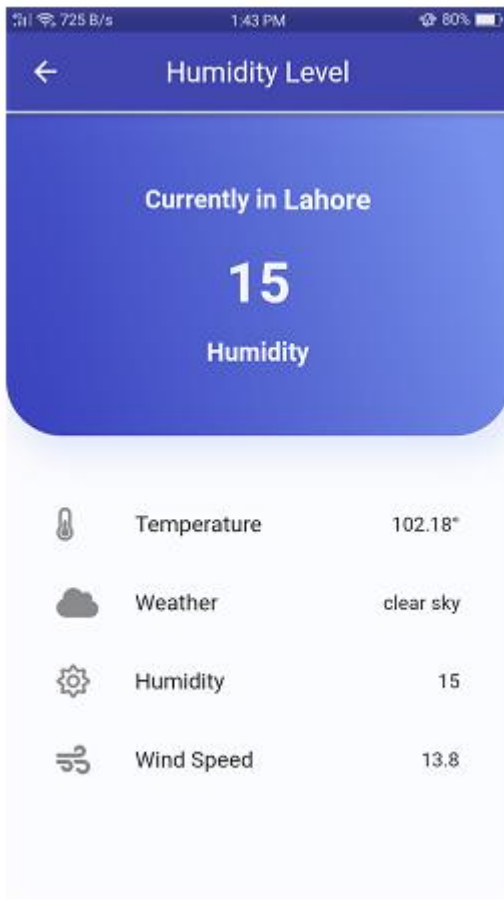 725 B/s 1:43 PM 80%
Humidity Level
Currently in Lahore
15
Humidity
Temperature 102.18°
Weather clear sky
Humidity 15
Wind Speed 13.8